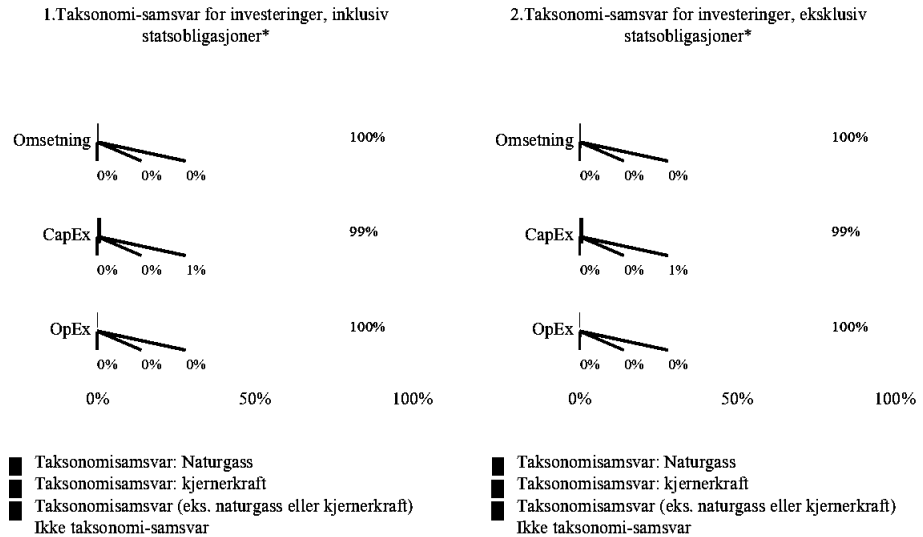 1.Taksonomi-samsvar for investeringer, inklusiv
statsobligasjoner*
Omsetning
100%
0% 0% 0%
CapEx
99%
0% 0% 1%
OpEx
100%
0% 0% 0%
0% 50% 100%
Taksonomisamsvar: Naturgass
Taksonomisamsvar: kjernerkraft
Taksonomisamsvar (eks. naturgass eller kjernerkraft)
Ikke taksonomi-samsvar
2.Taksonomi-samsvar for investeringer, eksklusiv
statsobligasjoner*
Omsetning
100%
0% 0% 0%
CapEx
99%
0% 0% 1%
OpEx
100%
0% 0% 0%
0% 50% 100%
Taksonomisamsvar: Naturgass
Taksonomisamsvar: kjernerkraft
Taksonomisamsvar (eks. naturgass eller kjernerkraft)
Ikke taksonomi-samsvar